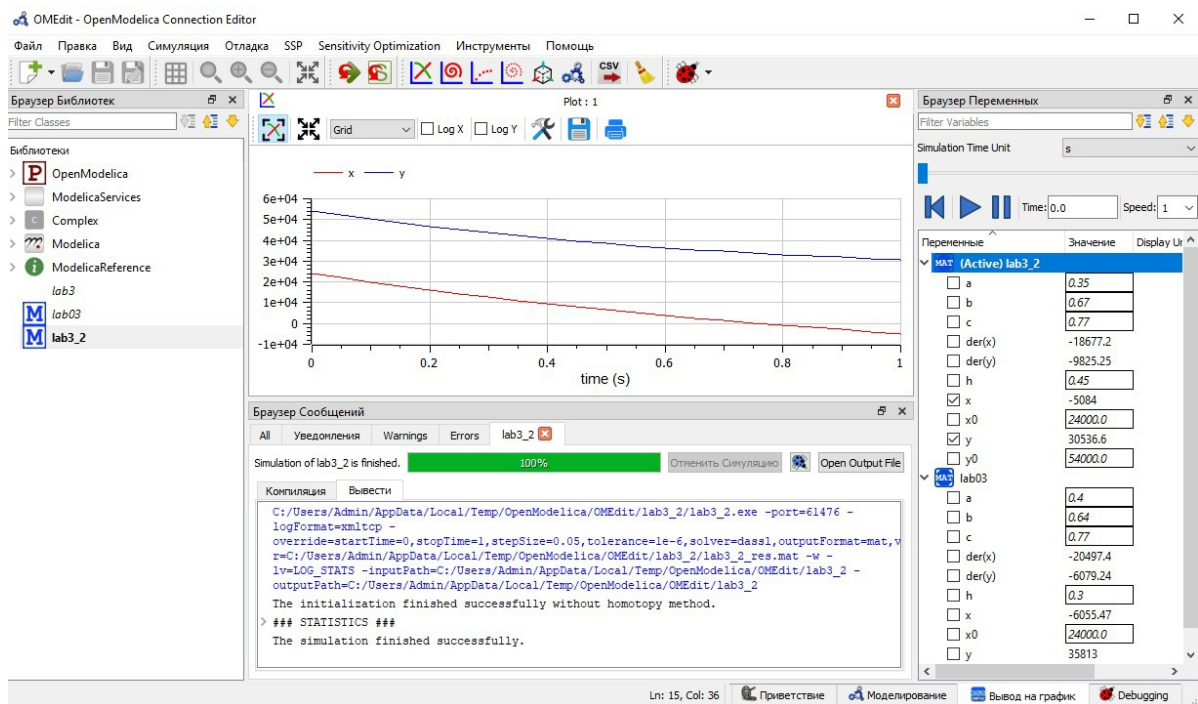 OMEdit - OpenModelica Connection Editor
Файл Правка Вид Симуляция Отладка SSP Sensitivity Optimization Инструменты Помощь
CSV
Браузер Библиотек
Filter Classes
Библиотеки
P OpenModelica
ModelicaServices
C Complex
Modelica
i ModelicaReference
lab3
M lab03
M lab3_2
Plot : 1
Grid Log X Log Y
x y
6e+04
5e+04
4e+04
3e+04
2e+04
1e+04
0
-1e+04
0 0.2 0.4 0.6 0.8 1
time (s)
Браузер Сообщений
All Уведомления Warnings Errors lab3_2
Simulation of lab3_2 is finished. 100% Отменить Симуляцию Open Output File
Компиляция Вывести
C:/Users/Admin/AppData/Local/Temp/OpenModelica/OMEdit/lab3_2/lab3_2.exe -port=61476 -
logFormat=xmltcp -
override=startTime=0,stopTime=1,stepSize=0.05,tolerance=1e-6,solver=dassl,outputFormat=mat,v
r=C:/Users/Admin/AppData/Local/Temp/OpenModelica/OMEdit/lab3_2/lab3_2_res.mat -w -
lv=LOG_STATS -inputPath=C:/Users/Admin/AppData/Local/Temp/OpenModelica/OMEdit/lab3_2 -
outputPath=C:/Users/Admin/AppData/Local/Temp/OpenModelica/OMEdit/lab3_2
The initialization finished successfully without homotopy method.
### STATISTICS ###
The simulation finished successfully.
Браузер Переменных
Filter Variables
Simulation Time Unit s
Time: 0.0 Speed: 1
Переменные Значение Display Ur
MAT (Active) lab3_2
a 0.35
b 0.67
c 0.77
der(x) -18677.2
der(y) -9825.25
h 0.45
x -5084
x0 24000.0
y 30536.6
y0 54000.0
MAT lab03
a 0.4
b 0.64
c 0.77
der(x) -20497.4
der(y) -6079.24
h 0.3
x -6055.47
x0 24000.0
y 35813
Ln: 15, Col: 36 Приветствие Моделирование Вывод на график Debugging